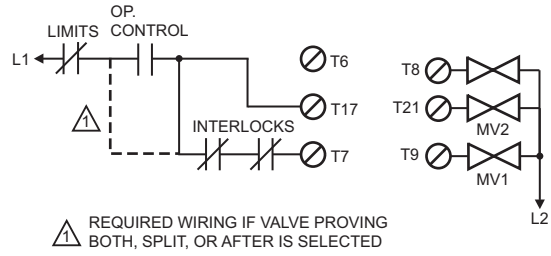 OP.
LIMITS CONTROL
L1
T6
T8
T17
T21
INTERLOCKS
MV2
T7
T9
1
MV1
L2
1 REQUIRED WIRING IF VALVE PROVING
BOTH, SPLIT, OR AFTER IS SELECTED